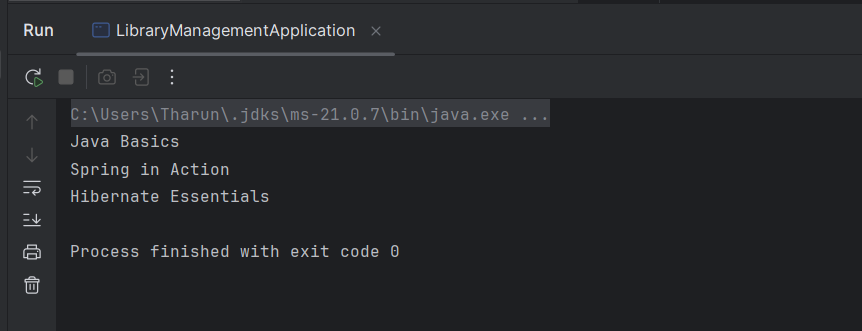 Run LibraryManagementApplication
C:\Users\Tharun\.jdks\ms-21.0.7\bin\java.exe ...
Java Basics
Spring in Action
Hibernate Essentials
Process finished with exit code 0